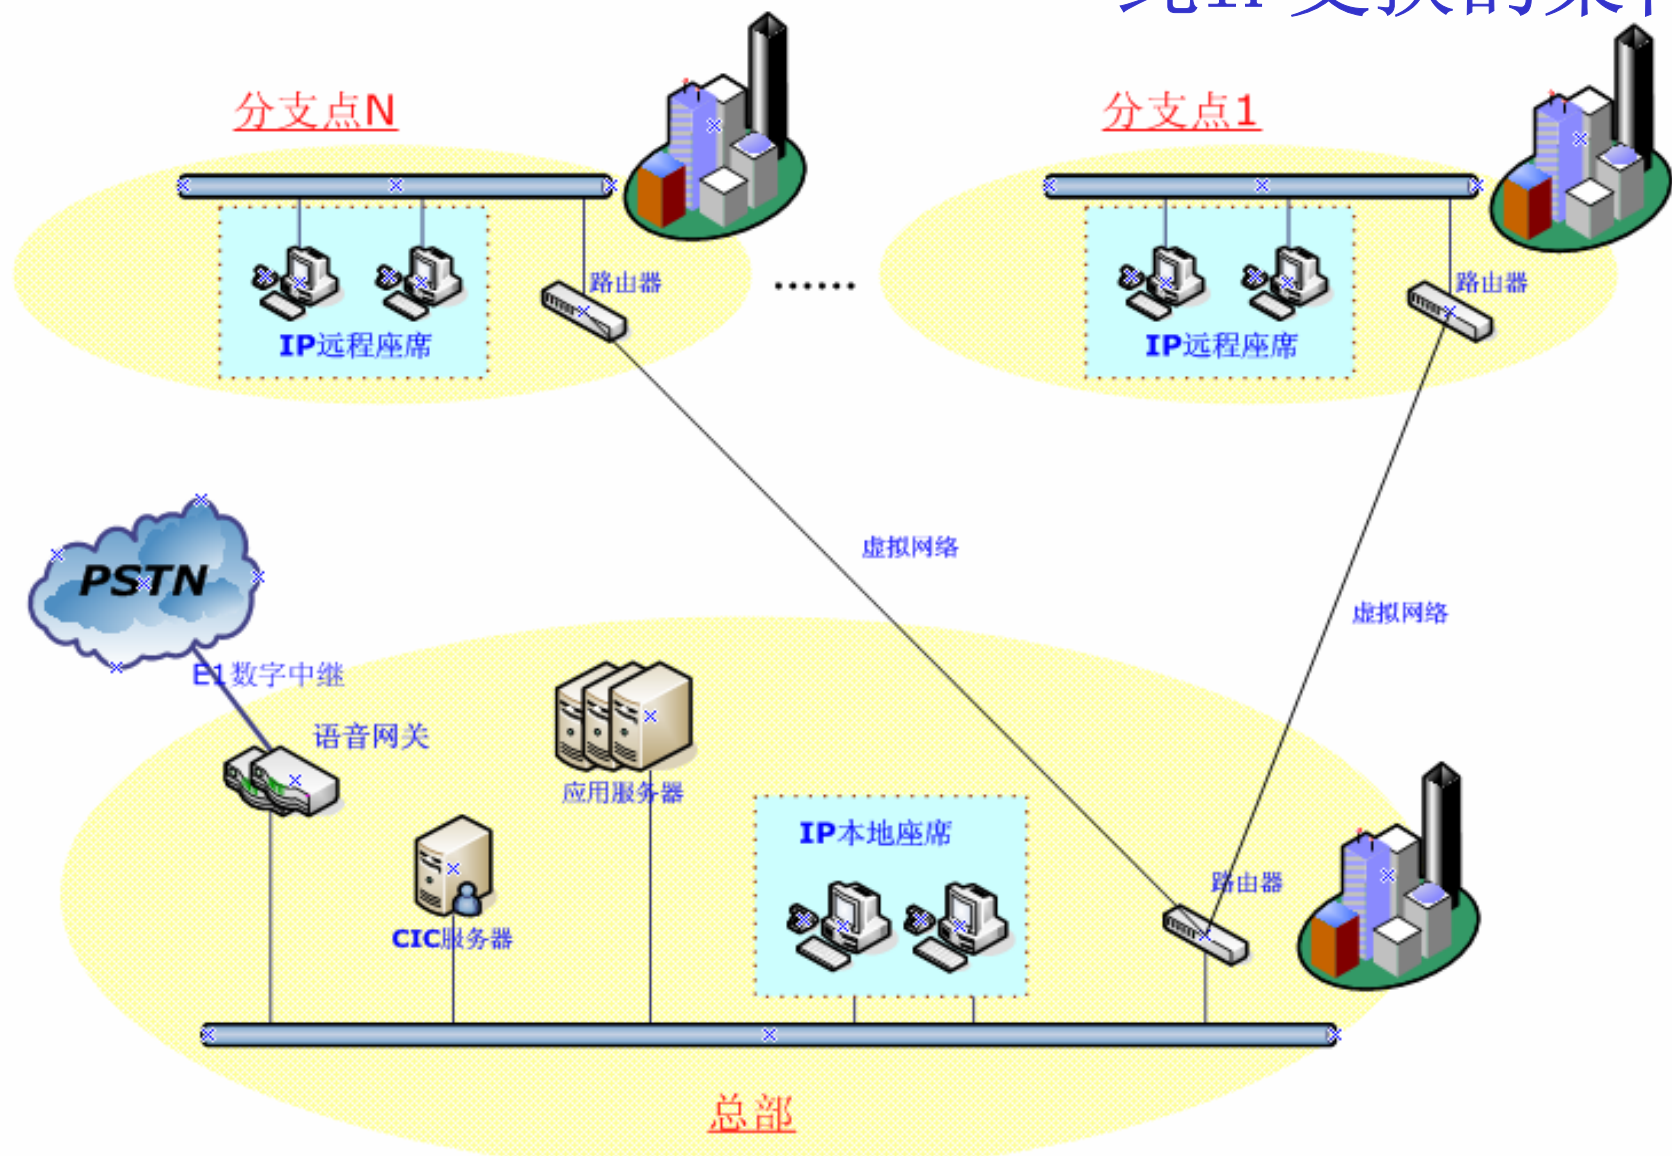 分支点N
分支点1
路由器
路由器
......
IP远程座席
IP远程座席
虚拟网络
PSTN
虚拟网络
E1数字中继
语音网关
应用服务器
IP本地座席
路由器
CIC服务器
总部